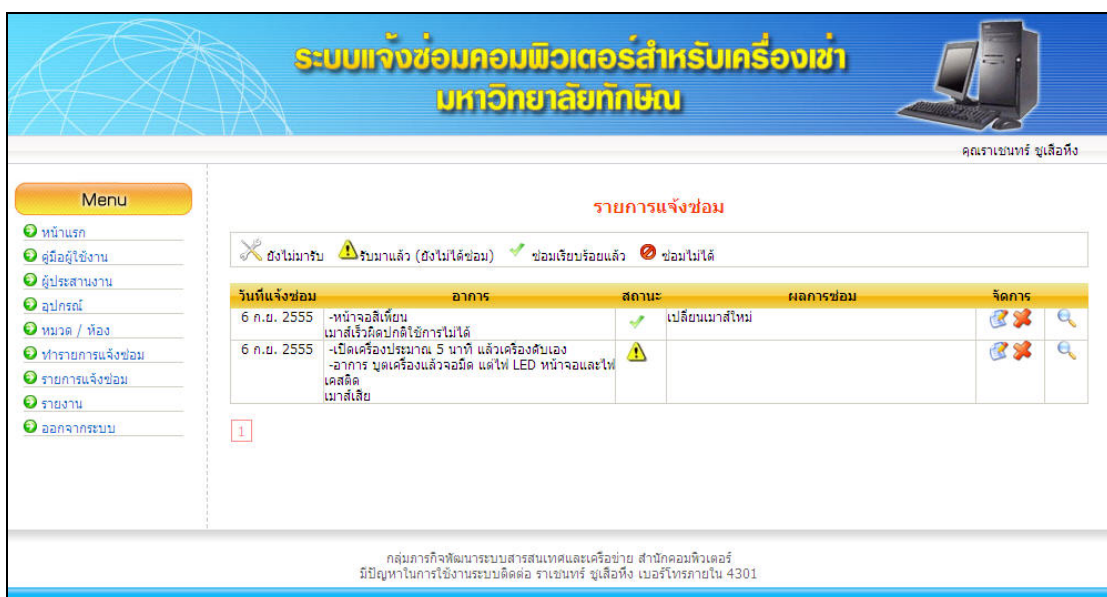 ระบบแจ้งซ่อมคอมพิวเตอร์สำหรับเครื่องเช่า
มหาวิทยาลัยทักษิณ
คุณราเชนทร์ ชูเสือหึง
Menu
หน้าแรก
คู่มือผู้ใช้งาน
ผู้ประสานงาน
อุปกรณ์
หมวด / ห้อง
ทำรายการแจ้งซ่อม
รายการแจ้งซ่อม
รายงาน
ออกจากระบบ
รายการแจ้งซ่อม
ยังไม่มารับ รับมาแล้ว (ยังไม่ได้ซ่อม) ซ่อมเรียบร้อยแล้ว ซ่อมไม่ได้
วันที่แจ้งซ่อม อาการ สถานะ ผลการซ่อม จัดการ
6 ก.ย. 2555 -หน้าจอสีเพี้ยน เปลี่ยนเมาส์ใหม่
เมาส์เร็วผิดปกติใช้การไม่ได้
6 ก.ย. 2555 -เปิดเครื่องประมาณ 5 นาที แล้วเครื่องดับเอง
-อาการ บูตเครื่องแล้วจอมืด แต่ไฟ LED หน้าจอและไฟ
เคสติด
เมาส์เสีย
1
กลุ่มภารกิจพัฒนาระบบสารสนเทศและเครือข่าย สำนักคอมพิวเตอร์
มีปัญหาในการใช้งานระบบติดต่อ ราเชนทร์ ชูเสือหึง เบอร์โทรภายใน 4301